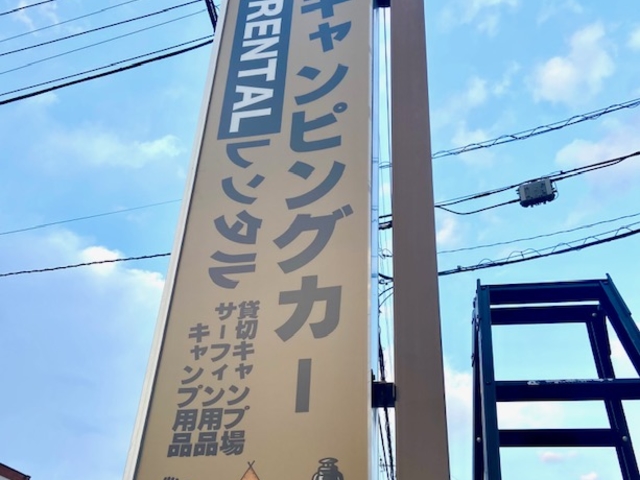 キャンピングカー
RENTAL
レンタル
貸切キャンプ場
サーフィン用品
キャンプ用品